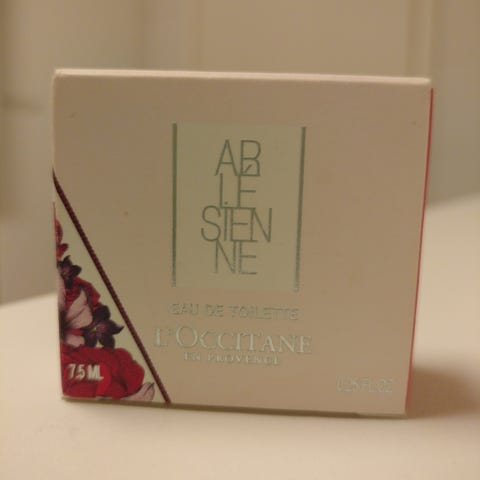 AR
LÉ
SIEN
NE
EAU DE TOILETTE
L'OCCITANE
EN PROVENCE
7.5 ML
0.25 FL.OZ